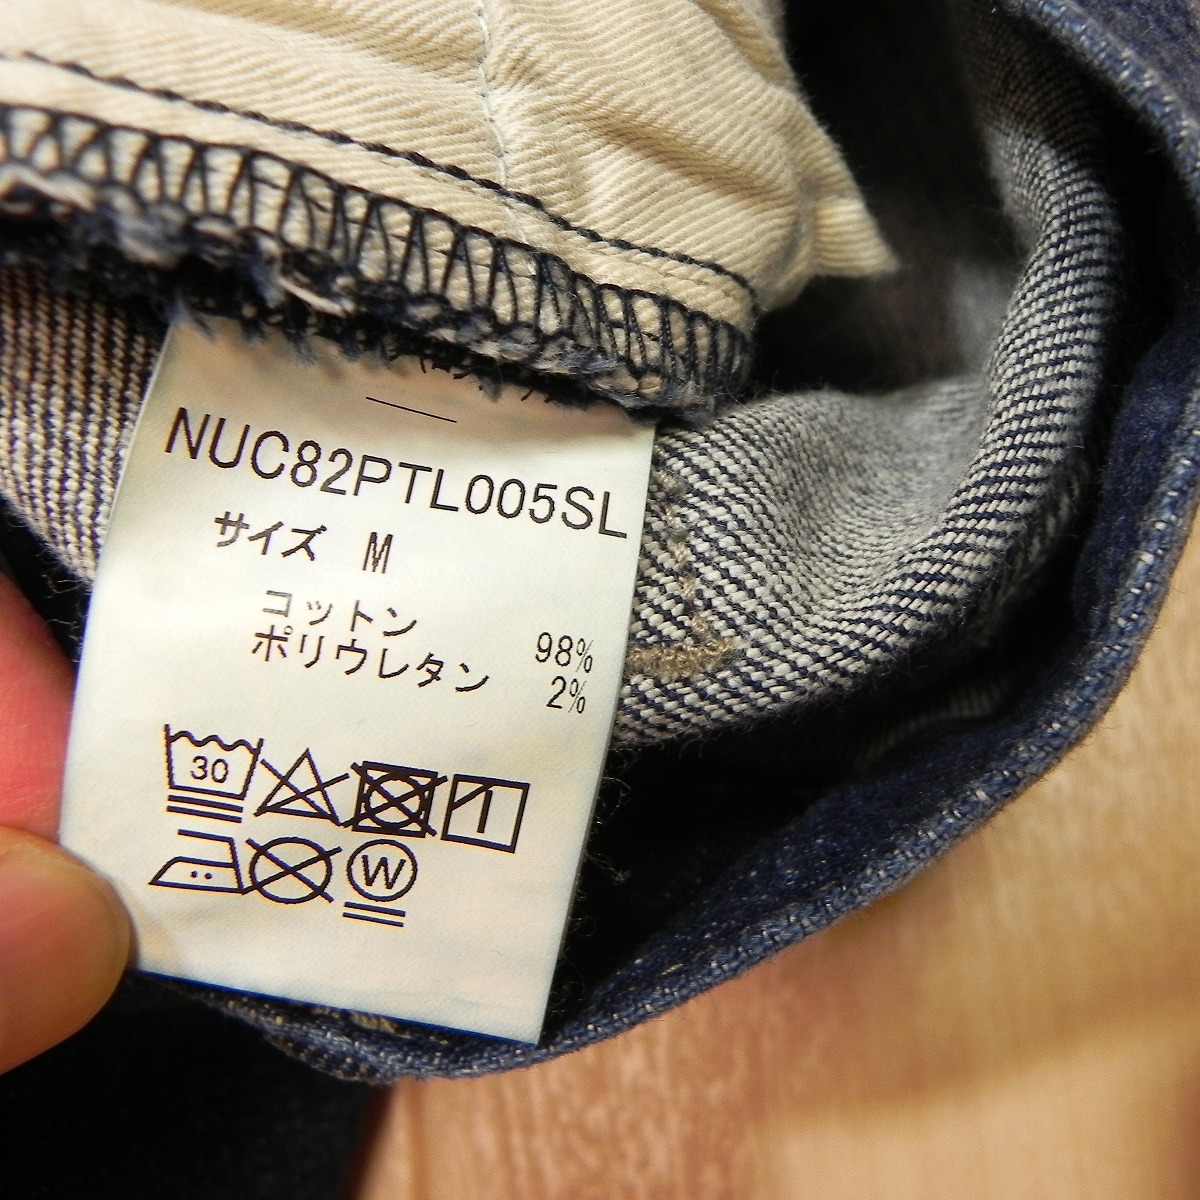 NUC82PTL005SL
サイズ M
コットン 98%
ポリウレタン 2%
30
W